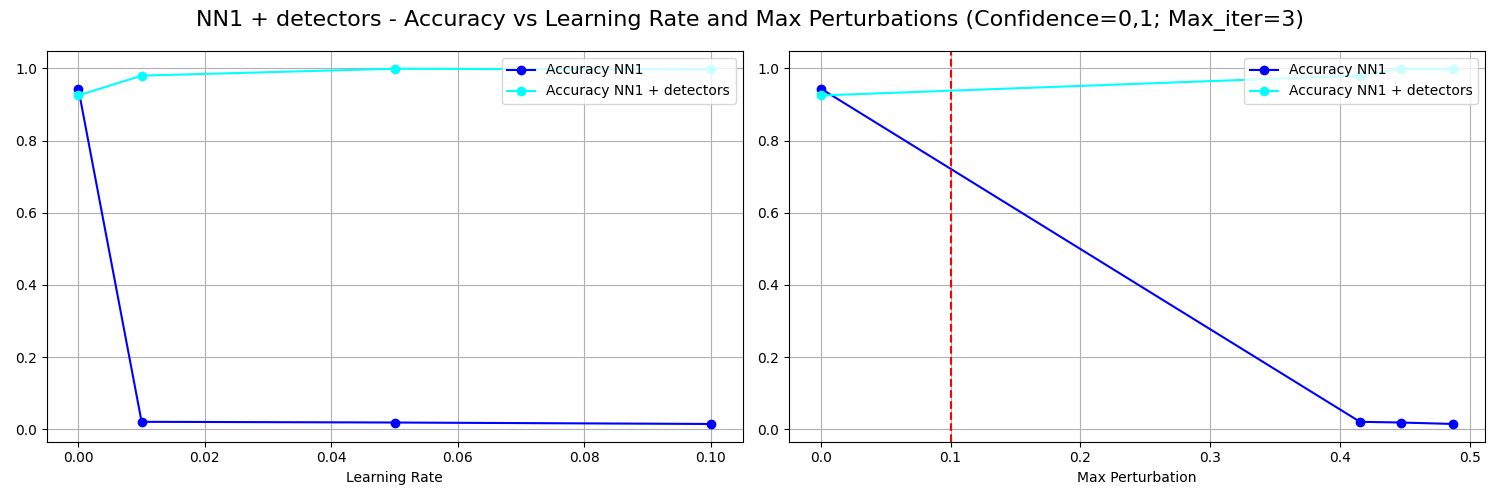 NN1 + detectors - Accuracy vs Learning Rate and Max Perturbations (Confidence=0,1; Max_iter=3)
1.0
0.8
0.6
0.4
0.2
0.0
Accuracy NN1
Accuracy NN1 + detectors
0.00 0.02 0.04 0.06 0.08 0.10
Learning Rate
1.0
0.8
0.6
0.4
0.2
0.0
Accuracy NN1
Accuracy NN1 + detectors
0.0 0.1 0.2 0.3 0.4 0.5
Max Perturbation